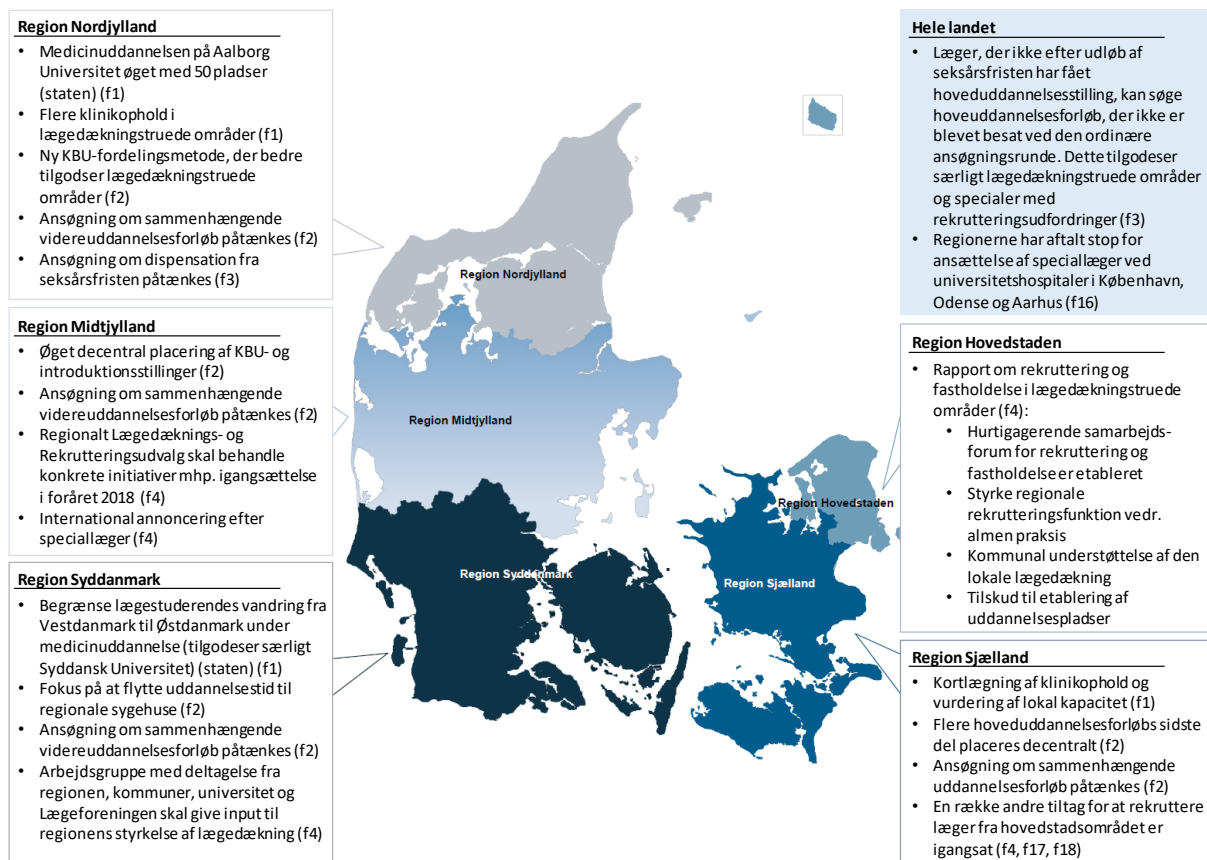 Region Nordjylland
• Medicinuddannelsen på Aalborg
Universitet øget med 50 pladser
(staten) (f1)
• Flere klinikophold i
lægedækningstruede områder (f1)
• Ny KBU-fordelingsmetode, der bedre
tilgodser lægedækningstruede
områder (f2)
• Ansøgning om sammenhængende
videreuddannelsesforløb påtænkes (f2)
• Ansøgning om dispensation fra
seksårsfristen påtænkes (f3)
Region Midtjylland
• Øget decentral placering af KBU- og
introduktionsstillinger (f2)
• Ansøgning om sammenhængende
videreuddannelsesforløb påtænkes (f2)
• Regionalt Lægedæknings- og
Rekrutteringsudvalg skal behandle
konkrete initiativer mhp. igangsættelse
i foråret 2018 (f4)
• International annoncering efter
speciallæger (f4)
Region Syddanmark
• Begrænse lægestuderendes vandring fra
Vestdanmark til Østdanmark under
medicinuddannelse (tilgodeser særligt
Syddansk Universitet) (staten) (f1)
• Fokus på at flytte uddannelsestid til
regionale sygehuse (f2)
• Ansøgning om sammenhængende
videreuddannelsesforløb påtænkes (f2)
• Arbejdsgruppe med deltagelse fra
regionen, kommuner, universitet og
Lægeforeningen skal give input til
regionens styrkelse af lægedækning (f4)
Region Nordjylland
Region Midtjylland
Region Syddanmark
Region Hovedstaden
Region Sjælland
Hele landet
• Læger, der ikke efter udløb af
seksårsfristen har fået
hoveduddannelsesstilling, kan søge
hoveuddannelsesforløb, der ikke er
blevet besat ved den ordinære
ansøgningsrunde. Dette tilgodeser
særligt lægedækningstruede områder
og specialer med
rekrutteringsudfordringer (f3)
• Regionerne har aftalt stop for
ansættelse af speciallæger ved
universitetshospitaler i København,
Odense og Aarhus (f16)
Region Hovedstaden
• Rapport om rekruttering og
fastholdelse i lægedækningstruede
områder (f4):
• Hurtigagerende samarbejds-
forum for rekruttering og
fastholdelse er etableret
• Styrke regionale
rekrutteringsfunktion vedr.
almen praksis
• Kommunal understøttelse af den
lokale lægedækning
• Tilskud til etablering af
uddannelsespladser
Region Sjælland
• Kortlægning af klinikophold og
vurdering af lokal kapacitet (f1)
• Flere hoveduddannelsesforløbs sidste
del placeres decentralt (f2)
• Ansøgning om sammenhængende
uddannelsesforløb påtænkes (f2)
• En række andre tiltag for at rekruttere
læger fra hovedstadsområdet er
igangsat (f4, f17, f18)